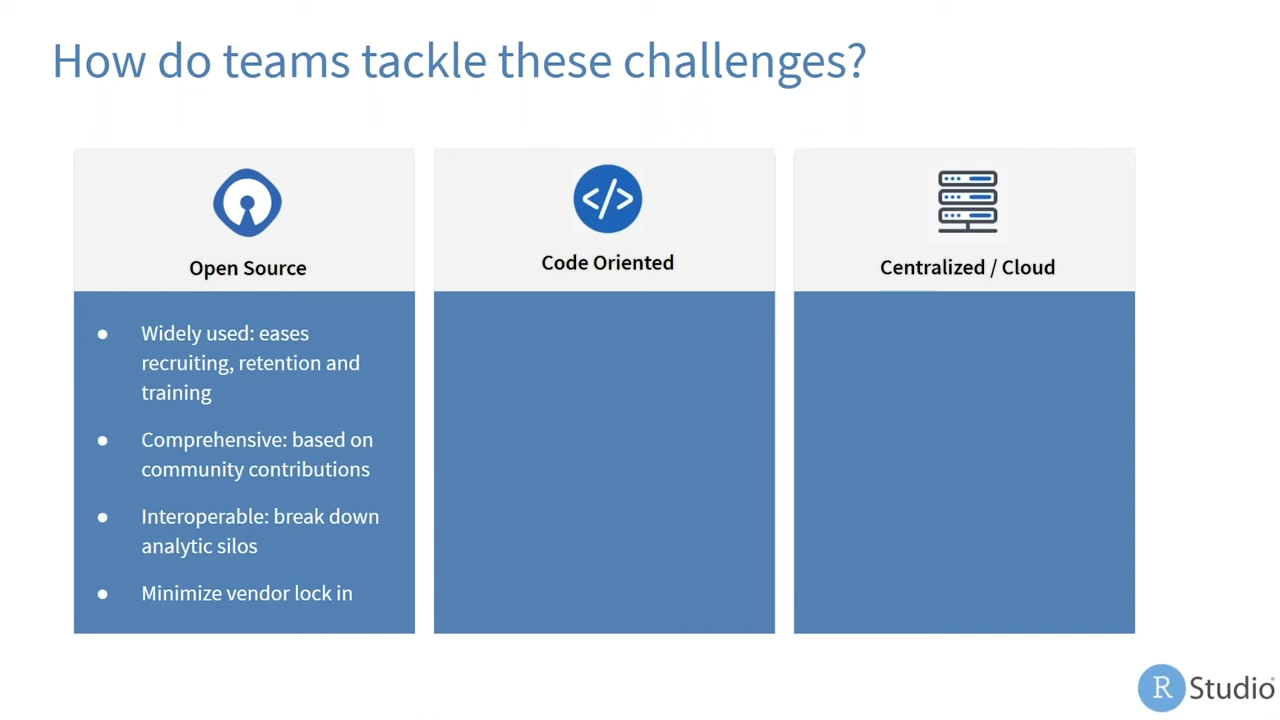 How do teams tackle these challenges?
</>
Open Source
Code Oriented
Centralized / Cloud
● Widely used: eases
recruiting, retention and
training
● Comprehensive: based on
community contributions
● Interoperable: break down
analytic silos
● Minimize vendor lock in
R Studio®